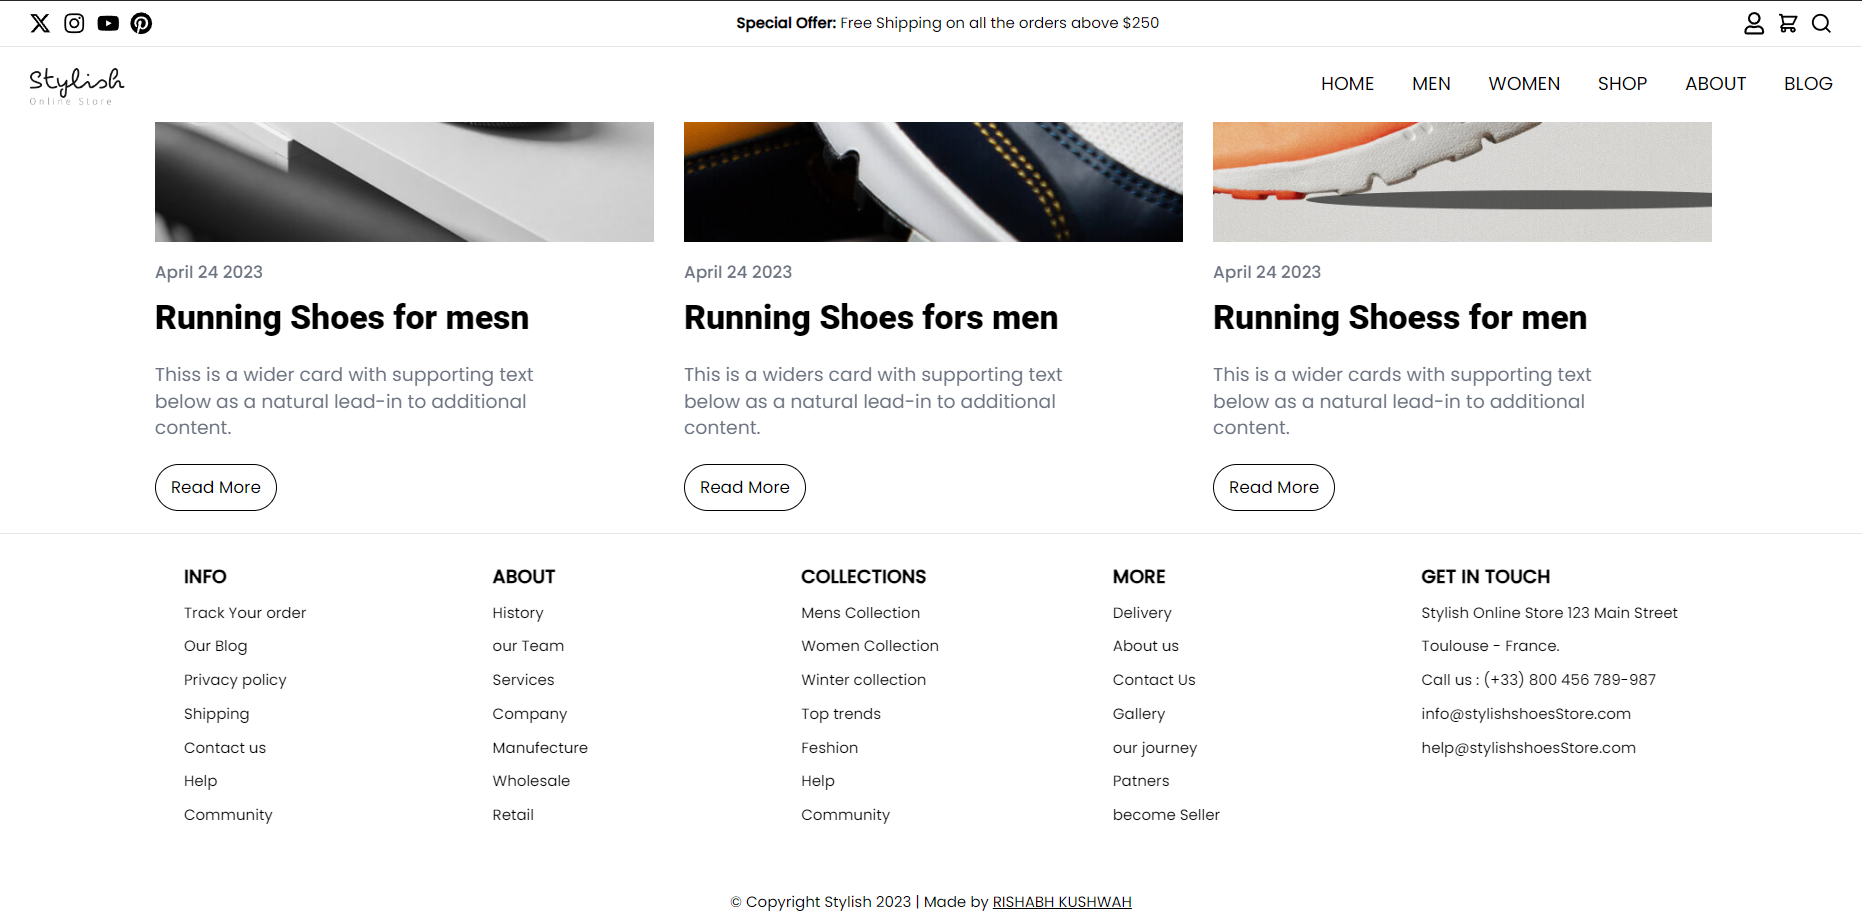 Special Offer: Free Shipping on all the orders above $250
Stylish
Online Store
HOME MEN WOMEN SHOP ABOUT BLOG
April 24 2023
Running Shoes for mesn
Thiss is a wider card with supporting text
below as a natural lead-in to additional
content.
Read More
April 24 2023
Running Shoes fors men
This is a widers card with supporting text
below as a natural lead-in to additional
content.
Read More
April 24 2023
Running Shoess for men
This is a wider cards with supporting text
below as a natural lead-in to additional
content.
Read More
INFO
Track Your order
Our Blog
Privacy policy
Shipping
Contact us
Help
Community
ABOUT
History
our Team
Services
Company
Manufecture
Wholesale
Retail
COLLECTIONS
Mens Collection
Women Collection
Winter collection
Top trends
Feshion
Help
Community
MORE
Delivery
About us
Contact Us
Gallery
our journey
Patners
become Seller
GET IN TOUCH
Stylish Online Store 123 Main Street
Toulouse - France.
Call us : (+33) 800 456 789-987
info@stylishshoesStore.com
help@stylishshoesStore.com
© Copyright Stylish 2023 | Made by RISHABH KUSHWAH